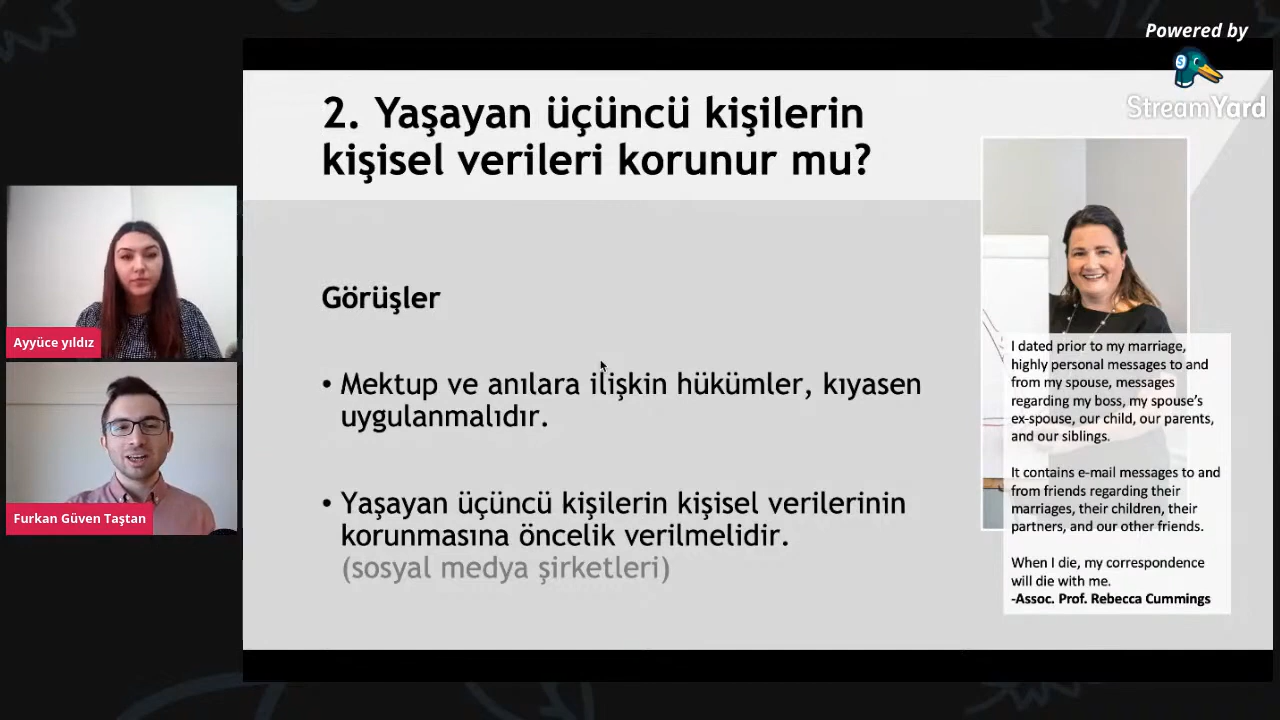 Powered by
StreamYard
2. Yaşayan üçüncü kişilerin
kişisel verileri korunur mu?
Görüşler
• Mektup ve anılara ilişkin hükümler, kıyasen
uygulanmalıdır.
• Yaşayan üçüncü kişilerin kişisel verilerinin
korunmasına öncelik verilmelidir.
(sosyal medya şirketleri)
I dated prior to my marriage,
highly personal messages to and
from my spouse, messages
regarding my boss, my spouse's
ex-spouse, our child, our parents,
and our siblings.
It contains e-mail messages to and
from friends regarding their
marriages, their children, their
partners, and our other friends.
When I die, my correspondence
will die with me.
-Assoc. Prof. Rebecca Cummings
Ayyüce yıldız
Furkan Güven Taştan